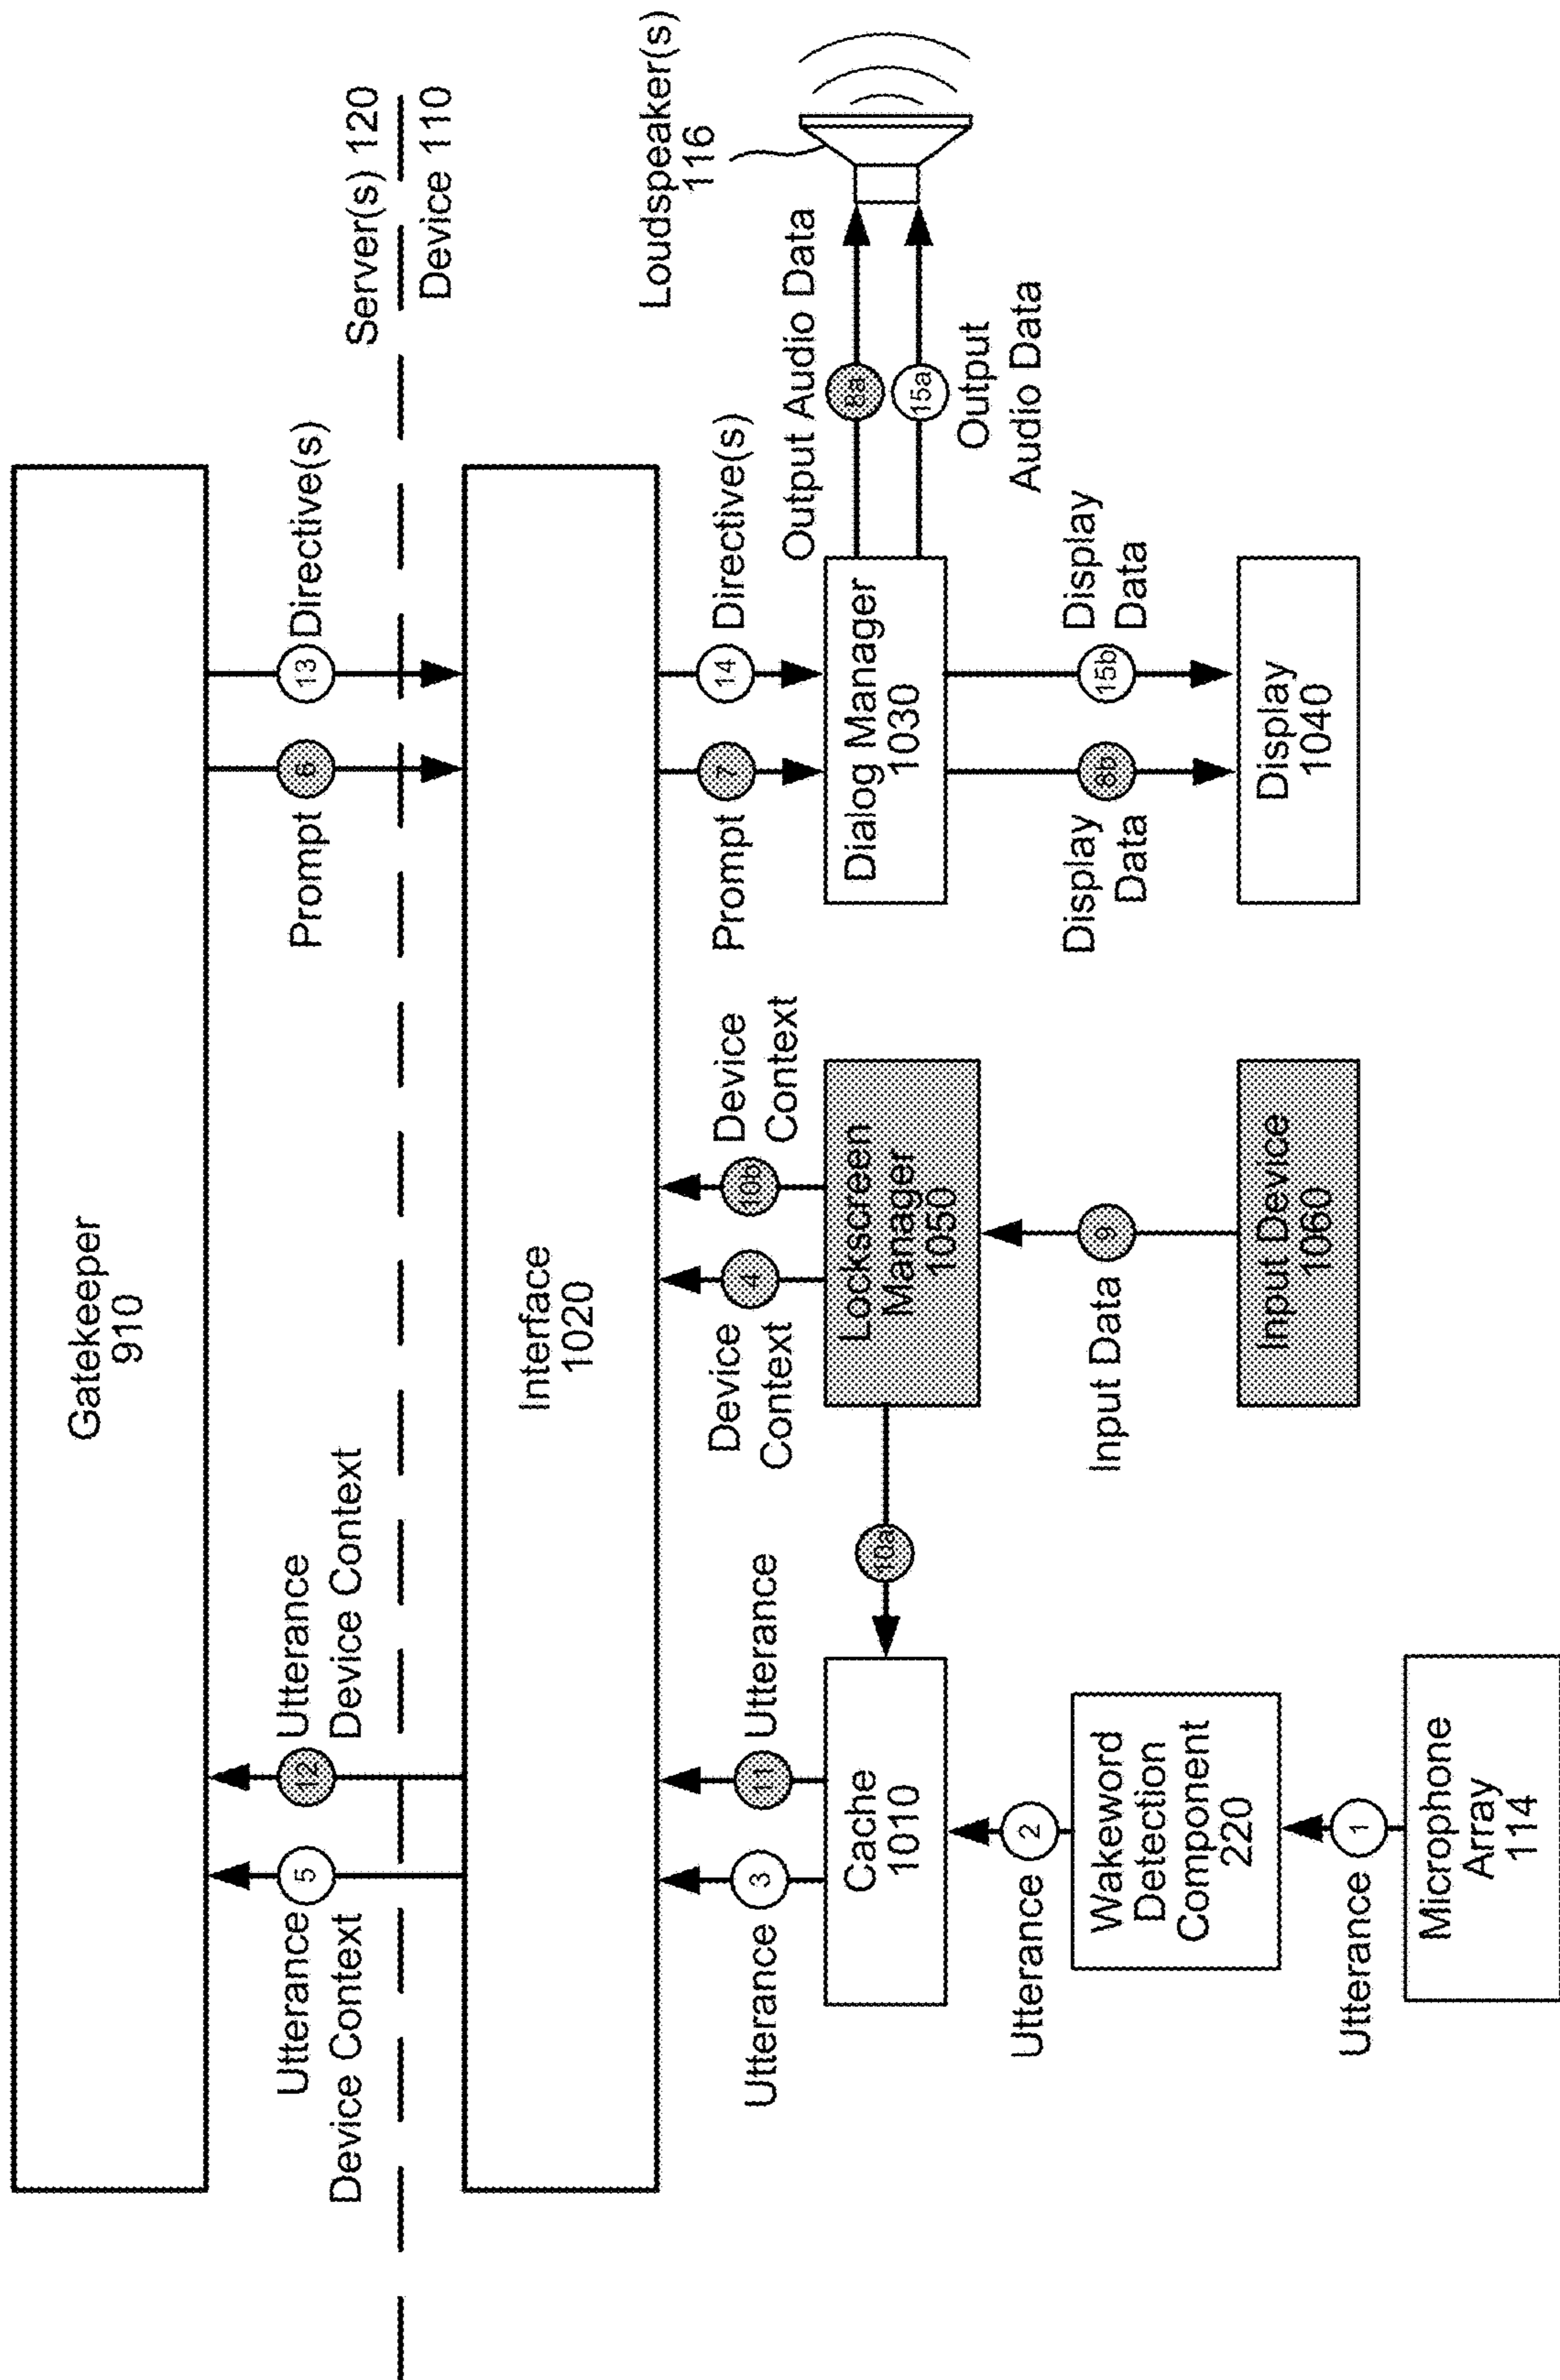 Gatekeeper
910
Utterance
Device Context
5
12
Utterance
Device Context
Prompt
6
13
Directive(s)
Server(s) 120
Device 110
Interface
1020
Utterance
3
11
Utterance
Device
Context
4
10b
Device
Context
Prompt
7
14
Directive(s)
Cache
1010
10a
Lockscreen
Manager
1050
Dialog Manager
1030
Output Audio Data
8a
15a
Output
Audio Data
Loudspeaker(s)
116
Utterance
2
Wakeword
Detection
Component
220
Utterance
1
Microphone
Array
114
Input Data
9
Input Device
1060
Display
Data
8b
15b
Display
Data
Display
1040